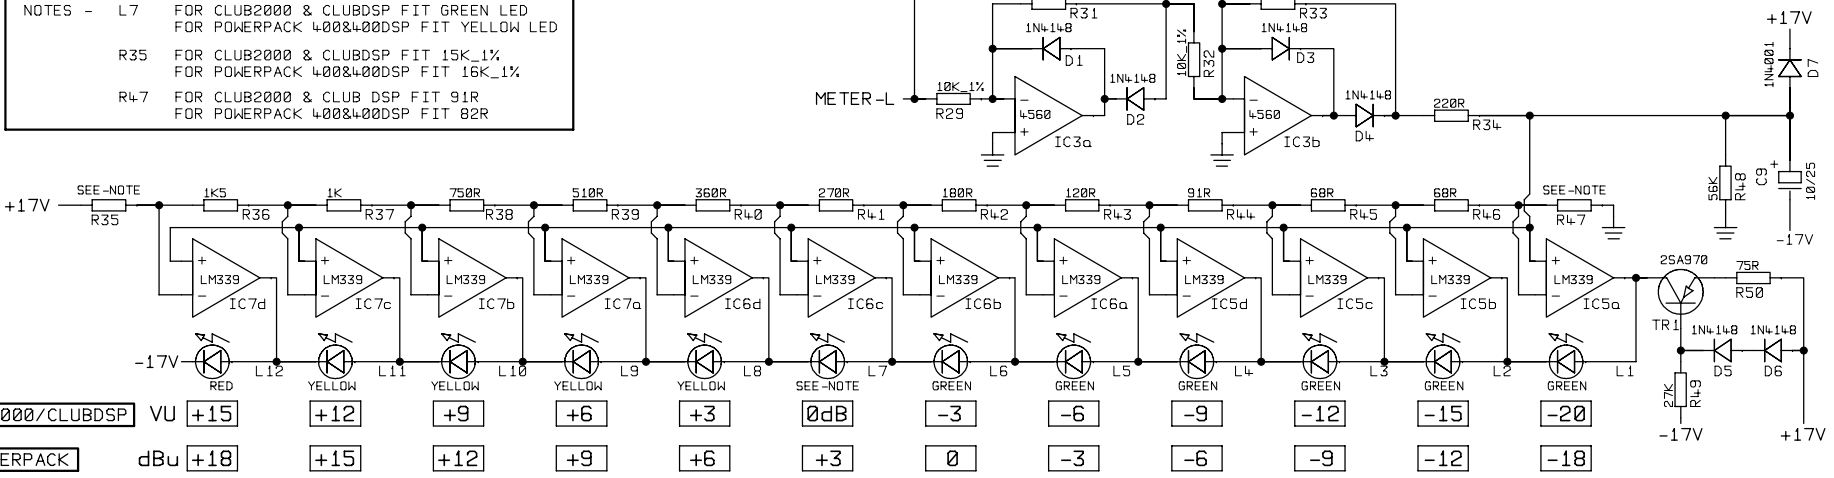 NOTES - L7 FOR CLUB2000 & CLUBDSP FIT GREEN LED
FOR POWERPACK 400&400DSP FIT YELLOW LED
R35 FOR CLUB2000 & CLUBDSP FIT 15K_1%
FOR POWERPACK 400&400DSP FIT 16K_1%
R47 FOR CLUB2000 & CLUB DSP FIT 91R
FOR POWERPACK 400&400DSP FIT 82R
R31
1N4148
D1
METER-L
10K_1%
R29
-
4560
+
IC3a
1N4148
D2
10K_1%
R32
R33
1N4148
D3
-
4560
+
IC3b
1N4148
D4
220R
R34
+17V
1N4001
D7
56K
R48
C9
+
10/25
-17V
+17V
SEE-NOTE
R35
1K5
R36
1K
R37
750R
R38
510R
R39
360R
R40
270R
R41
180R
R42
120R
R43
91R
R44
68R
R45
68R
R46
SEE-NOTE
R47
+ + + + + + + + + + + +
LM339 LM339 LM339 LM339 LM339 LM339 LM339 LM339 LM339 LM339 LM339 LM339
- - - - - - - - - - - -
IC7d IC7c IC7b IC7a IC6d IC6c IC6b IC6a IC5d IC5c IC5b IC5a
2SA970
TR1
75R
R50
1N4148
D5
1N4148
D6
27K
R49
-17V
+17V
-17V
L12 L11 L10 L9 L8 L7 L6 L5 L4 L3 L2 L1
RED YELLOW YELLOW YELLOW YELLOW SEE-NOTE GREEN GREEN GREEN GREEN GREEN GREEN
000/CLUBDSP VU +15 +12 +9 +6 +3 0dB -3 -6 -9 -12 -15 -20
ERPACK dBu +18 +15 +12 +9 +6 +3 0 -3 -6 -9 -12 -18